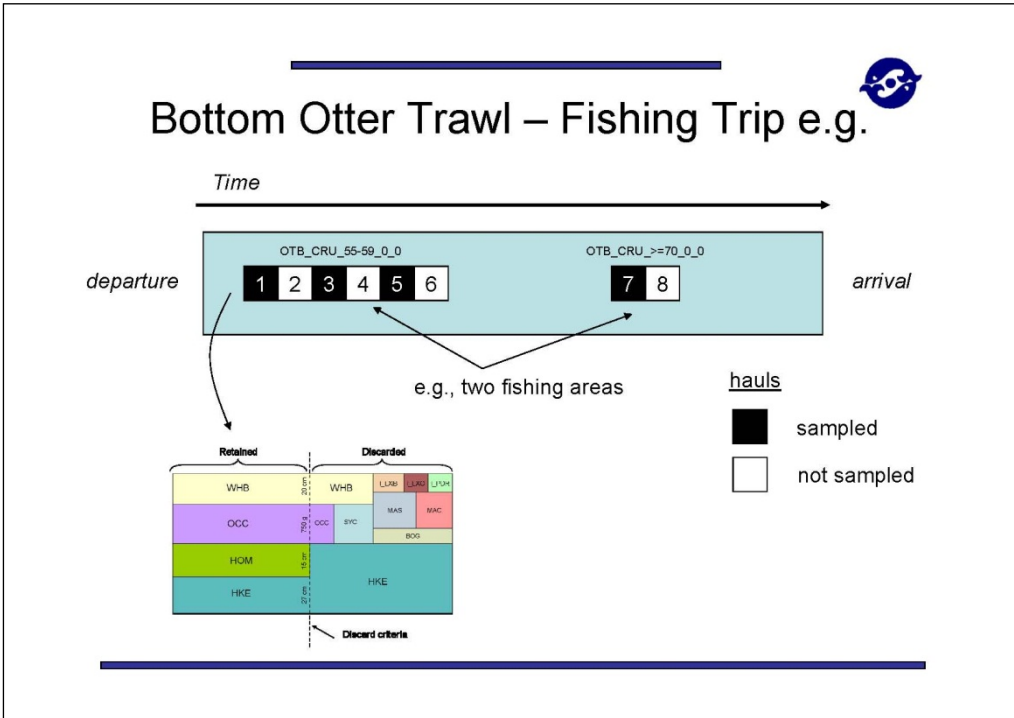 Bottom Otter Trawl – Fishing Trip e.g.
Time
OTB_CRU_55-59_0_0
OTB_CRU_>=70_0_0
departure
1 2 3 4 5 6
7 8
arrival
e.g., two fishing areas
hauls
sampled
not sampled
Retained
Discarded
WHB
20 cm
WHB
OCC
750 g
OCC
SYC
MAS
MAC
BOG
HOM
15 cm
HKE
27 cm
HKE
Discard criteria